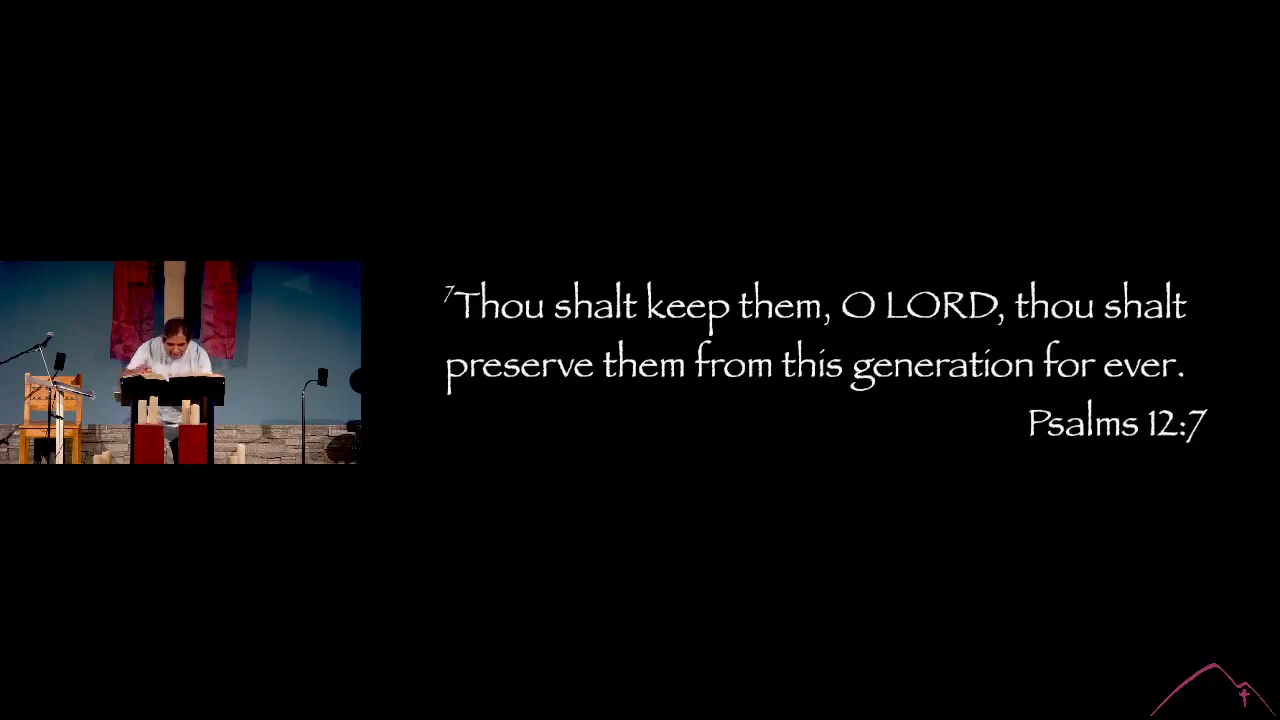 ⁷Thou shalt keep them, O LORD, thou shalt
preserve them from this generation for ever.
Psalms 12:7